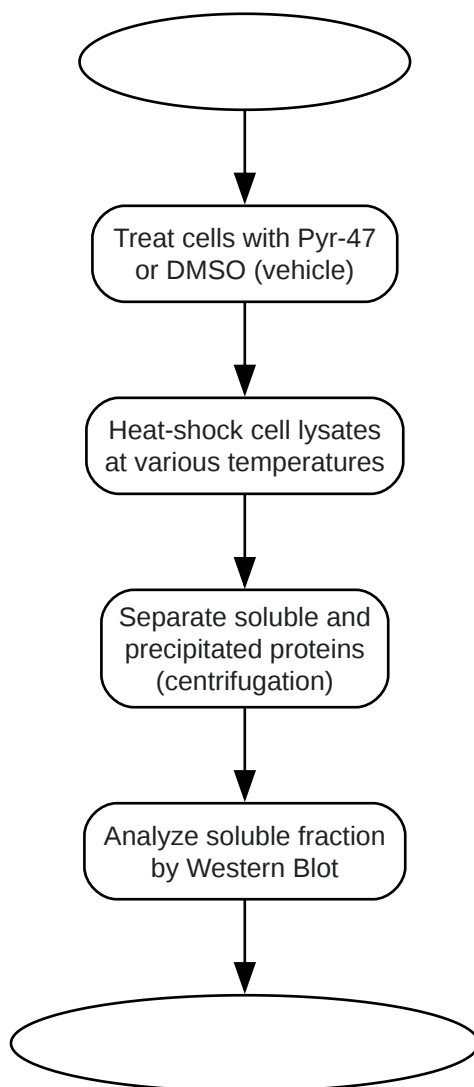 Treat cells with Pyr-47
or DMSO (vehicle)
Heat-shock cell lysates
at various temperatures
Separate soluble and
precipitated proteins
(centrifugation)
Analyze soluble fraction
by Western Blot